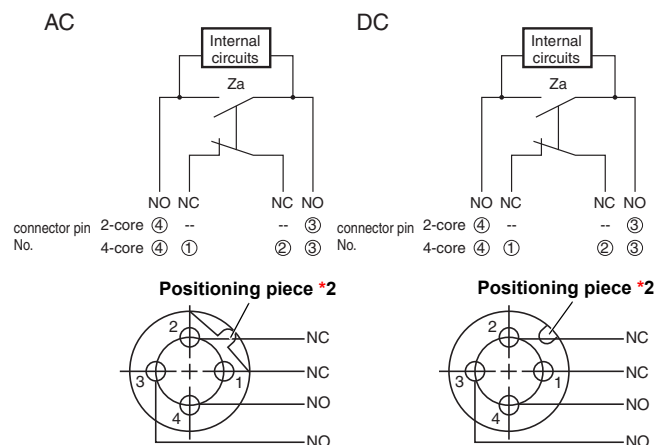 AC
Internal
circuits
Za
NO NC NC NO
connector pin
No.
2-core ④ -- -- ③
4-core ④ ① ② ③
Positioning piece *2
2
3
1
4
NC
NC
NO
NO
DC
Internal
circuits
Za
NO NC NC NO
connector pin
No.
2-core ④ -- -- ③
4-core ④ ① ② ③
Positioning piece *2
2
3
1
4
NC
NC
NO
NO